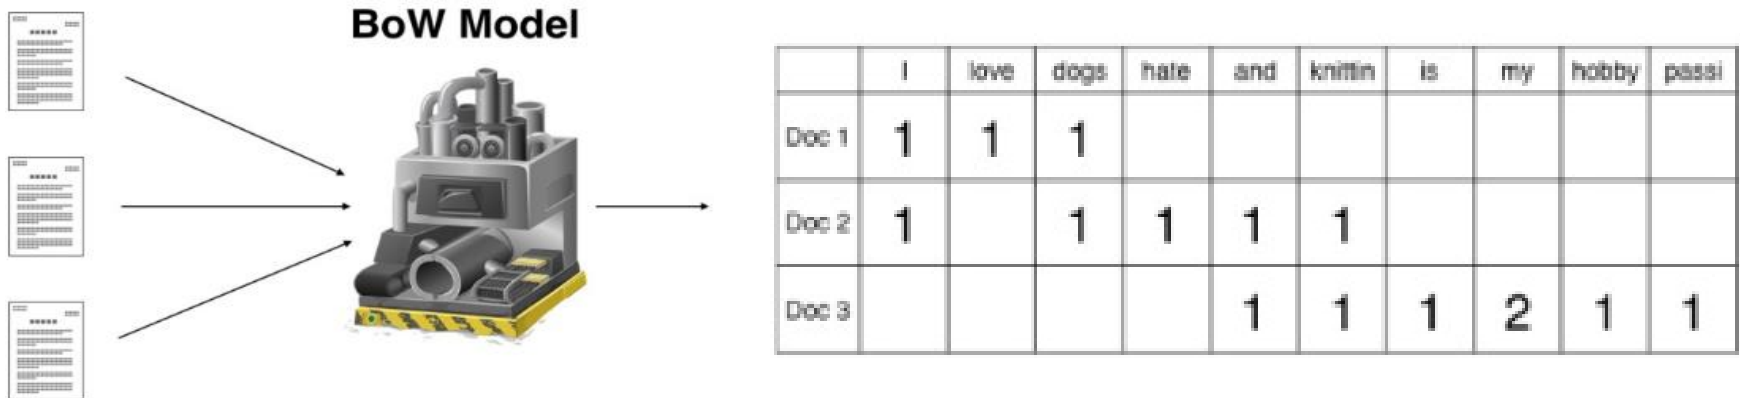 BoW Model
I love dogs hate and knittin is my hobby passi
Doc 1 1 1 1
Doc 2 1 1 1 1 1
Doc 3 1 1 1 2 1 1